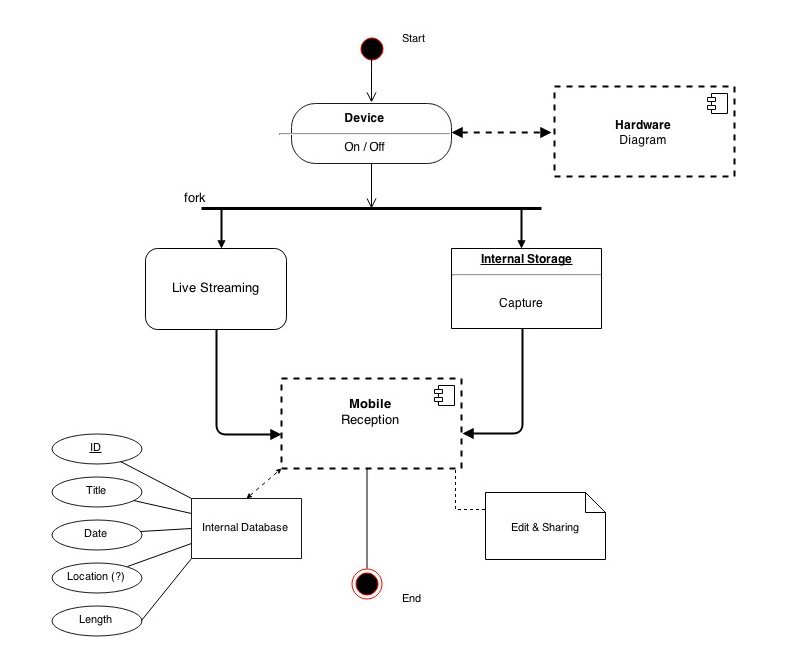 Start
Device
On / Off
Hardware
Diagram
fork
Live Streaming
Internal Storage
Capture
Mobile
Reception
ID
Title
Date
Location (?)
Length
Internal Database
Edit & Sharing
End